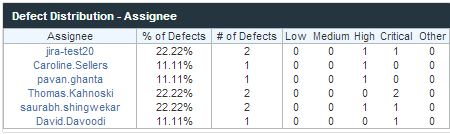 Defect Distribution - Assignee
Assignee % of Defects # of Defects Low Medium High Critical Other
jira-test20 22.22% 2 0 0 1 1 0
Caroline.Sellers 11.11% 1 0 0 1 0 0
pavan.ghanta 11.11% 1 0 0 1 0 0
Thomas.Kahnoski 22.22% 2 0 0 0 2 0
saurabh.shingwekar 22.22% 2 0 0 1 1 0
David.Davoodi 11.11% 1 0 0 0 1 0